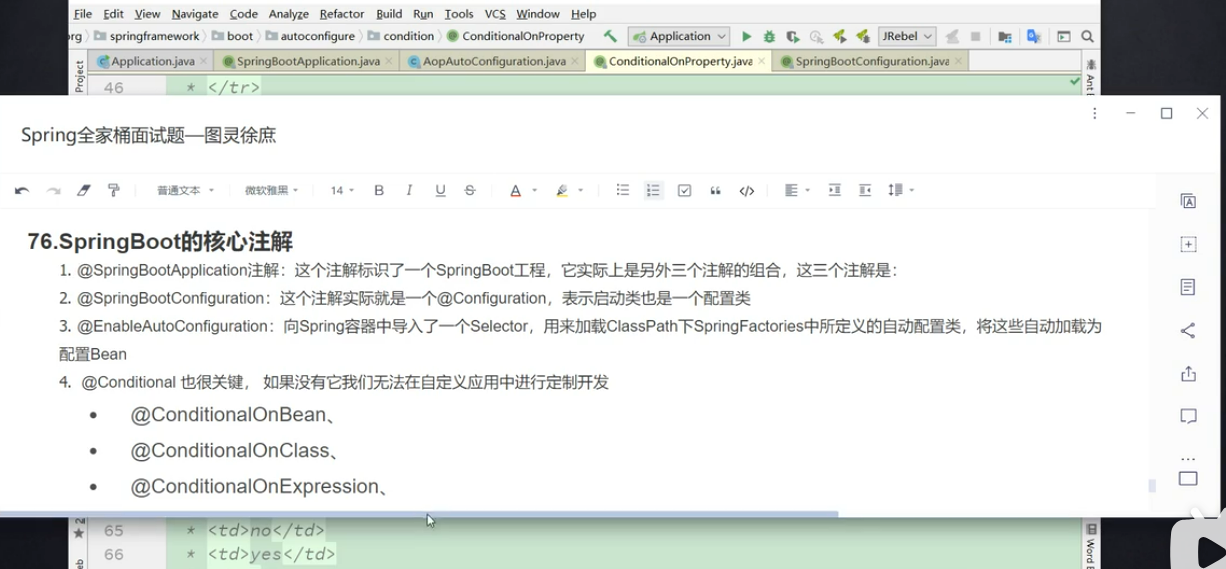 File Edit View Navigate Code Analyze Refactor Build Run Tools VCS Window Help
org springframework boot autoconfigure condition ConditionalOnProperty Application JRebel
Project Application.java SpringBootApplication.java AopAutoConfiguration.java ConditionalOnProperty.java SpringBootConfiguration.java
46 * </tr>
Spring全家桶面试题—图灵徐庶
普通文本 微软雅黑 14 B I U S A
76.SpringBoot的核心注解
1. @SpringBootApplication注解：这个注解标识了一个SpringBoot工程，它实际上是另外三个注解的组合，这三个注解是：
2. @SpringBootConfiguration：这个注解实际就是一个@Configuration，表示启动类也是一个配置类
3. @EnableAutoConfiguration：向Spring容器中导入了一个Selector，用来加载ClassPath下SpringFactories中所定义的自动配置类，将这些自动加载为
配置Bean
4. @Conditional 也很关键， 如果没有它我们无法在自定义应用中进行定制开发
• @ConditionalOnBean、
• @ConditionalOnClass、
• @ConditionalOnExpression、
65 * <td>no</td>
66 * <td>yes</td>